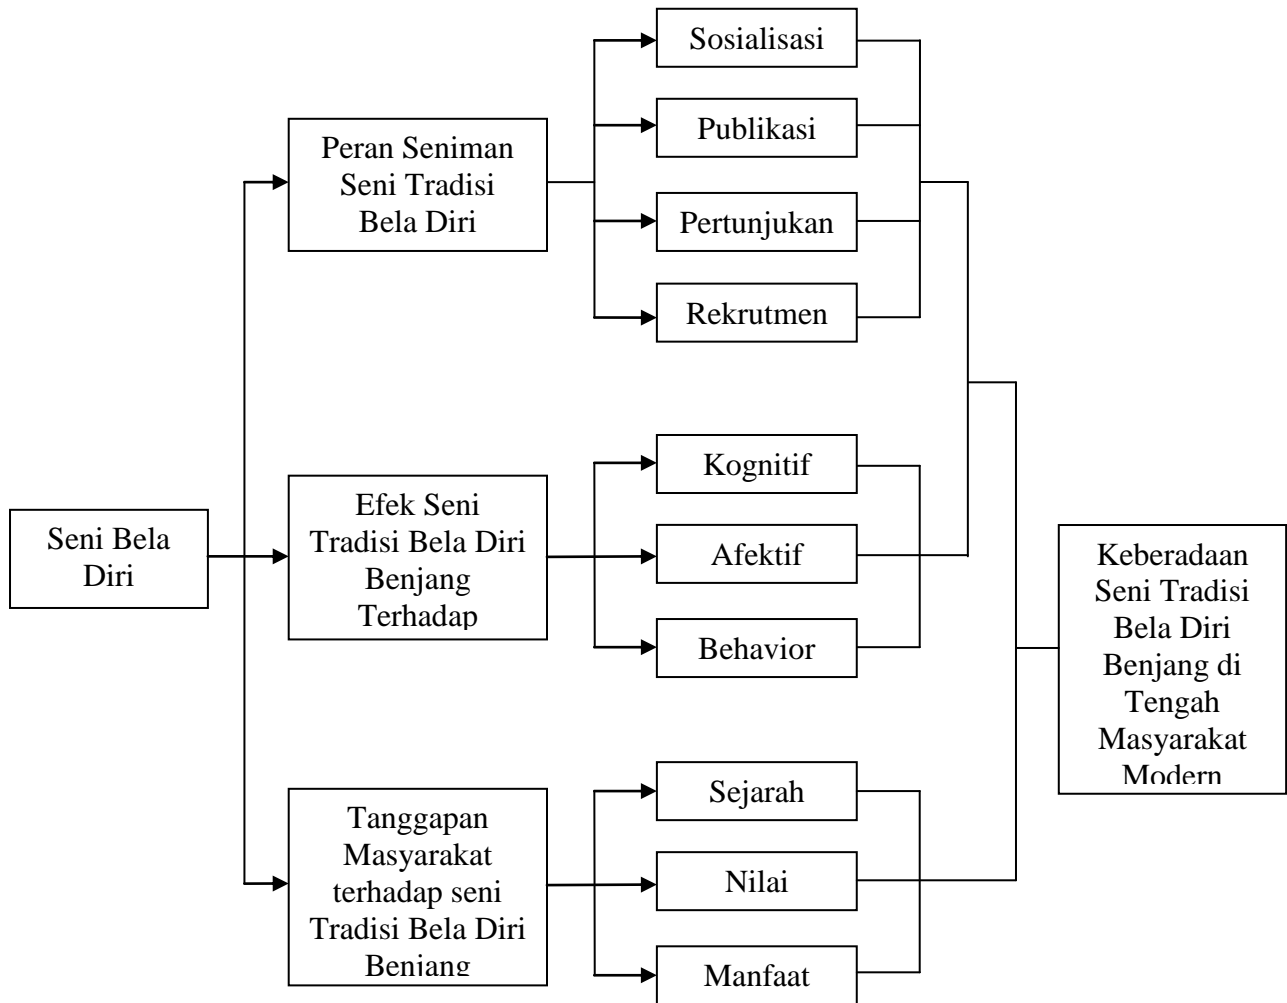 Seni Bela
Diri
Peran Seniman
Seni Tradisi
Bela Diri
Sosialisasi
Publikasi
Pertunjukan
Rekrutmen
Efek Seni
Tradisi Bela Diri
Benjang
Terhadap
Kognitif
Afektif
Behavior
Tanggapan
Masyarakat
terhadap seni
Tradisi Bela Diri
Benjang
Sejarah
Nilai
Manfaat
Keberadaan
Seni Tradisi
Bela Diri
Benjang di
Tengah
Masyarakat
Modern